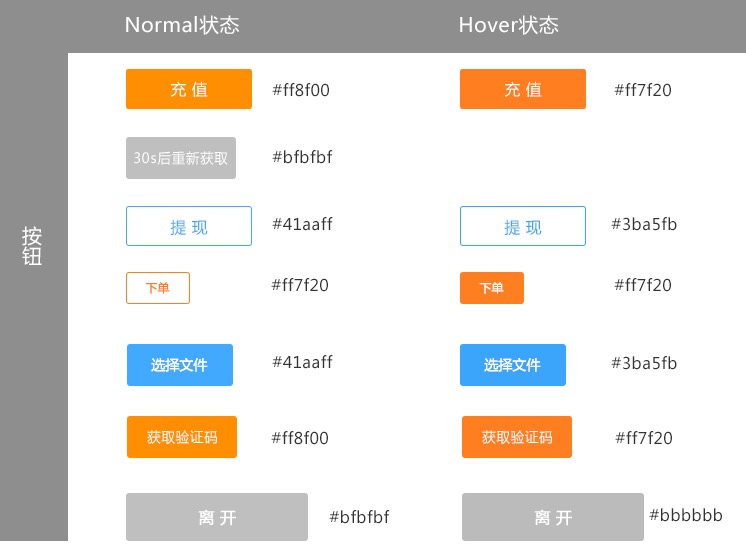 Normal状态
Hover状态
按钮
充 值
#ff8f00
充 值
#ff7f20
30s后重新获取
#bfbfbf
提 现
#41aaff
提 现
#3ba5fb
下单
#ff7f20
下单
#ff7f20
选择文件
#41aaff
选择文件
#3ba5fb
获取验证码
#ff8f00
获取验证码
#ff7f20
离 开
#bfbfbf
离 开
#bbbbbb